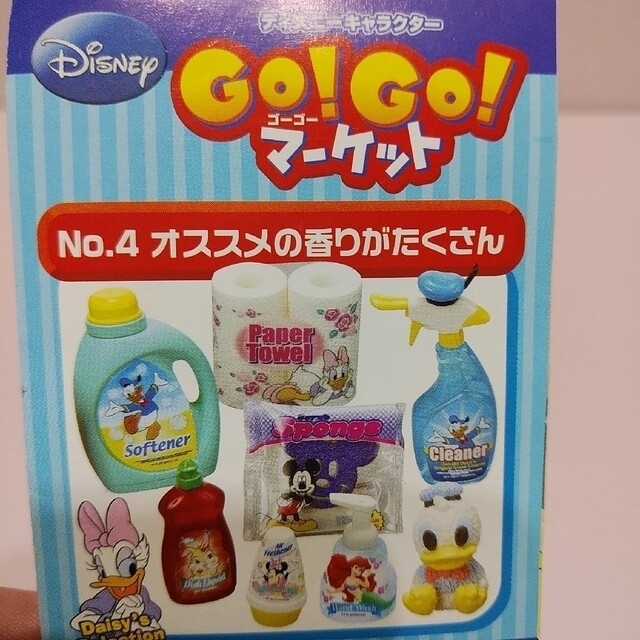 ディズニーキャラクター
Disney
GO! GO!
ゴーゴー
マーケット
No.4 オススメの香りがたくさん
Paper
Towel
Softener
Sponge
Cleaner
Dish Liquid
Air
Freshener
Hand Wash
Daisy's